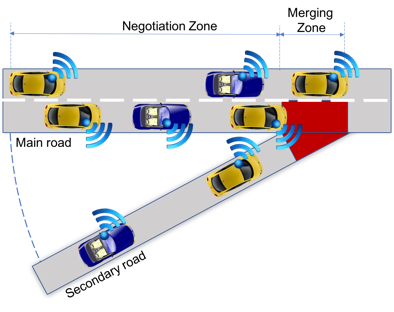 Negotiation Zone
Merging
Zone
Main road
Secondary road